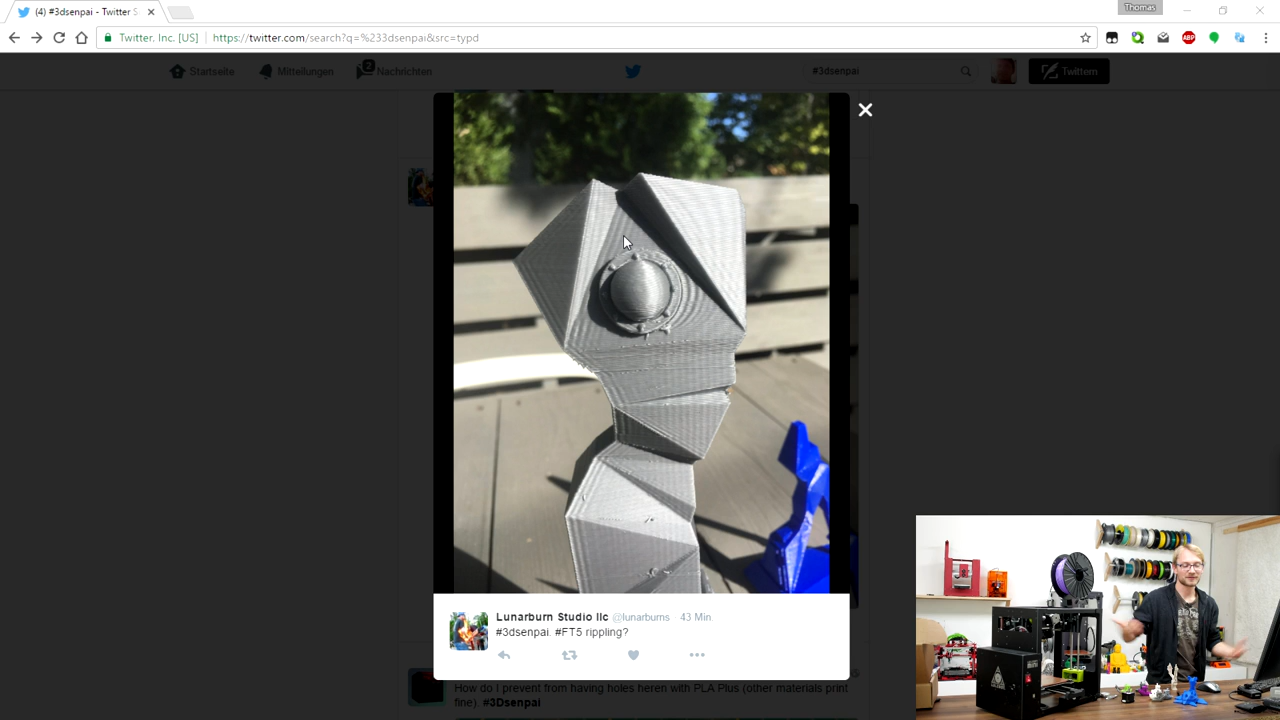 (4) #3dsenpai - Twitter S
Thomas
Twitter, Inc. [US]
https://twitter.com/search?q=%233dsenpai&src=typd
ABP
Startseite
2
Mitteilungen
Nachrichten
#3dsenpai
Twittern
Lunarburn Studio llc @lunarburns 43 Min.
#3dsenpai. #FT5 rippling?
How do I prevent from having holes heren with PLA Plus (other materials print
fine). #3Dsenpai